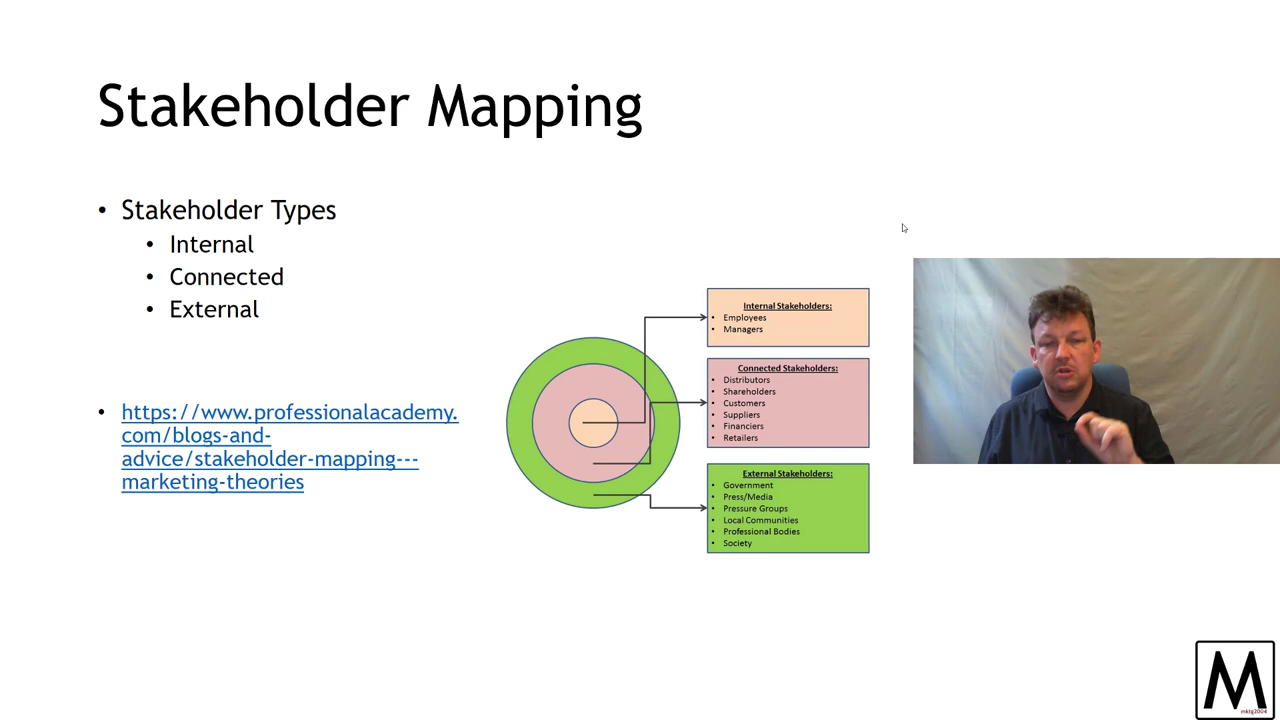 Stakeholder Mapping
• Stakeholder Types
• Internal
• Connected
• External
• https://www.professionalacademy.
com/blogs-and-
advice/stakeholder-mapping---
marketing-theories
Internal Stakeholders:
• Employees
• Managers
Connected Stakeholders:
• Distributors
• Shareholders
• Customers
• Suppliers
• Financiers
• Retailers
External Stakeholders:
• Government
• Press/Media
• Pressure Groups
• Local Communities
• Professional Bodies
• Society
M
mktg2004